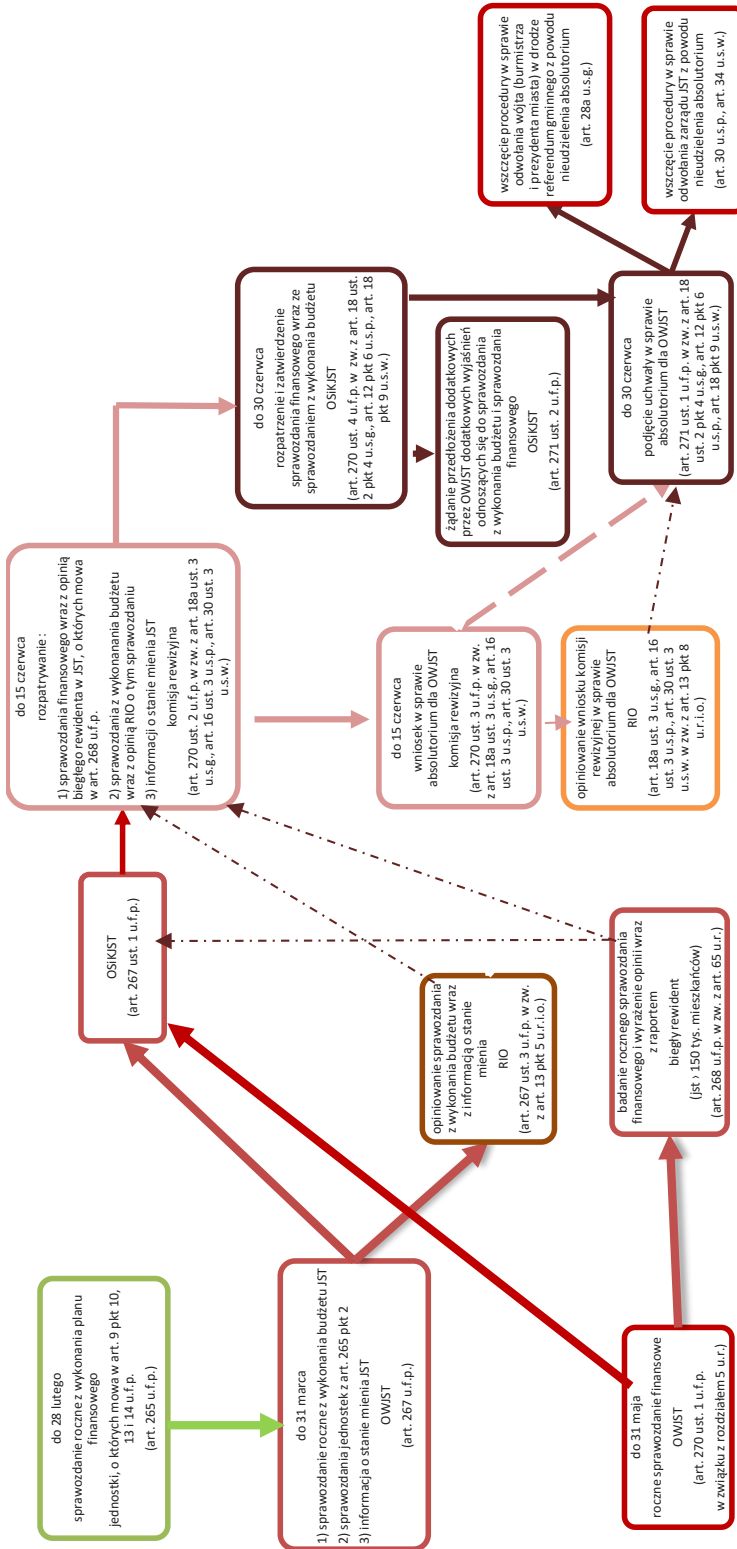 do 28 lutego
sprawozdanie roczne z wykonania planu
finansowego
jednostki, o których mowa w art. 9 pkt 10,
13 i 14 u.f.p.
(art. 265 u.f.p.)
do 31 marca
1) sprawozdanie roczne z wykonania budżetu JST
2) sprawozdania jednostek z art. 265 pkt 2
3) informacja o stanie mienia JST
OWJST
(art. 267 u.f.p.)
do 31 maja
roczne sprawozdanie finansowe
OWJST
(art. 270 ust. 1 u.f.p.
w związku z rozdziałem 5 u.r.)
OSiKJST
(art. 267 ust. 1 u.f.p.)
opiniowanie sprawozdania
z wykonania budżetu wraz
z informacją o stanie
mienia
RIO
(art. 267 ust. 3 u.f.p. w zw.
z art. 13 pkt 5 u.r.i.o.)
badanie rocznego sprawozdania
finansowego i wyrażenie opinii wraz
z raportem
biegły rewident
(jst › 150 tys. mieszkańców)
(art. 268 u.f.p. w zw. z art. 65 u.r.)
do 15 czerwca
rozpatrywanie :
1) sprawozdania finansowego wraz z opinią
biegłego rewidenta w JST, o których mowa
w art. 268 u.f.p.
2) sprawozdania z wykonanania budżetu
wraz z opinią RIO o tym sprawozdaniu
3) informacji o stanie mienia JST
komisja rewizyjna
(art. 270 ust. 2 u.f.p. w zw. z art. 18a ust. 3
u.s.g., art. 16 ust. 3 u.s.p., art. 30 ust. 3
u.s.w.)
do 15 czerwca
wniosek w sprawie
absolutorium dla OWJST
komisja rewizyjna
(art. 270 ust. 3 u.f.p. w zw.
z art. 18a ust. 3 u.s.g., art. 16
ust. 3 u.s.p., art. 30 ust. 3
u.s.w.)
opiniowanie wniosku komisji
rewizyjnej w sprawie
absolutorium dla OWJST
RIO
(art. 18a ust. 3 u.s.g., art. 16
ust. 3 u.s.p., art. 30 ust. 3
u.s.w. w zw. z art. 13 pkt 8
u.r.i.o.)
do 30 czerwca
rozpatrzenie i zatwierdzenie
sprawozdania finansowego wraz ze
sprawozdaniem z wykonania budżetu
OSiKJST
(art. 270 ust. 4 u.f.p. w zw. z art. 18 ust.
2 pkt 4 u.s.g., art. 12 pkt 6 u.s.p., art. 18
pkt 9 u.s.w.)
żądanie przedłożenia dodatkowych
przez OWJST dodatkowych wyjaśnień
odnoszących się do sprawozdania
z wykonania budżetu i sprawozdania
finansowego
OSiKJST
(art. 271 ust. 2 u.f.p.)
do 30 czerwca
podjęcie uchwały w sprawie
absolutorium dla OWJST
(art. 271 ust. 1 u.f.p. w zw. z art. 18
ust. 2 pkt 4 u.s.g., art. 12 pkt 6
u.s.p., art. 18 pkt 9 u.s.w.)
wszczęcie procedury w sprawie
odwołania wójta (burmistrza
i prezydenta miasta) w drodze
referendum gminnego z powodu
nieudzielenia absolutorium
(art. 28a u.s.g.)
wszczęcie procedury w sprawie
odwołania zarządu JST z powodu
nieudzielenia absolutorium
(art. 30 u.s.p., art. 34 u.s.w.)